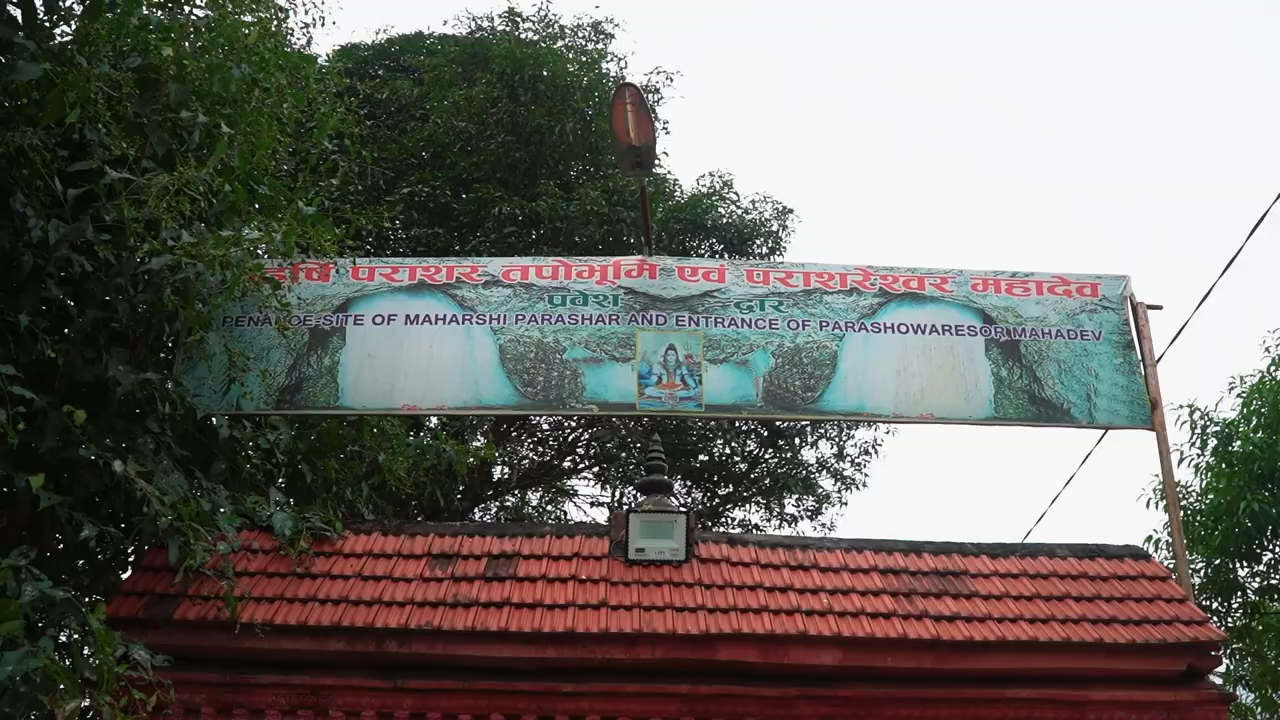 पराशर तपोभूमि एवं पराशरेश्वर महादेव
प्रवेश द्वार
PENANCE-SITE OF MAHARSHI PARASHAR AND ENTRANCE OF PARASHOWARESOR MAHADEV